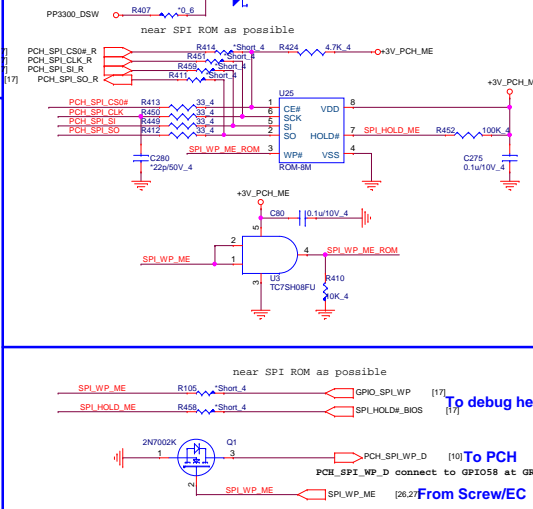 PP3300_DSW R407 *0_6
near SPI ROM as possible
PCH_SPI_CS0#_R R414 *Short_4 R424 4.7K_4 +3V_PCH_ME
PCH_SPI_CLK_R R451 *Short_4
PCH_SPI_SI_R R459 *Short_4
[17] PCH_SPI_SO_R R411 *Short_4
+3V_PCH_ME
U25
PCH_SPI_CS0# R413 33_4 1 CE# VDD 8
PCH_SPI_CLK R450 33_4 6 SCK
PCH_SPI_SI R449 33_4 5 SI
PCH_SPI_SO R412 33_4 2 SO HOLD# 7 SPI_HOLD_ME R452 100K_4
SPI_WP_ME_ROM 3 WP# VSS 4
ROM-8M
C280
*22p/50V_4
C275
0.1u/10V_4
+3V_PCH_ME
C80 0.1u/10V_4
5
2
4 SPI_WP_ME_ROM
SPI_WP_ME 1
3
U3
TC7SH08FU
R410
10K_4
near SPI ROM as possible
SPI_WP_ME R105 *Short_4 GPIO_SPI_WP [17]
To debug he
SPI_HOLD_ME R458 *Short_4 SPI_HOLD#_BIOS [17]
2N7002K Q1
1 3 PCH_SPI_WP_D [10] To PCH
PCH_SPI_WP_D connect to GPIO58 at GR
2
SPI_WP_ME SPI_WP_ME [26,27] From Screw/EC